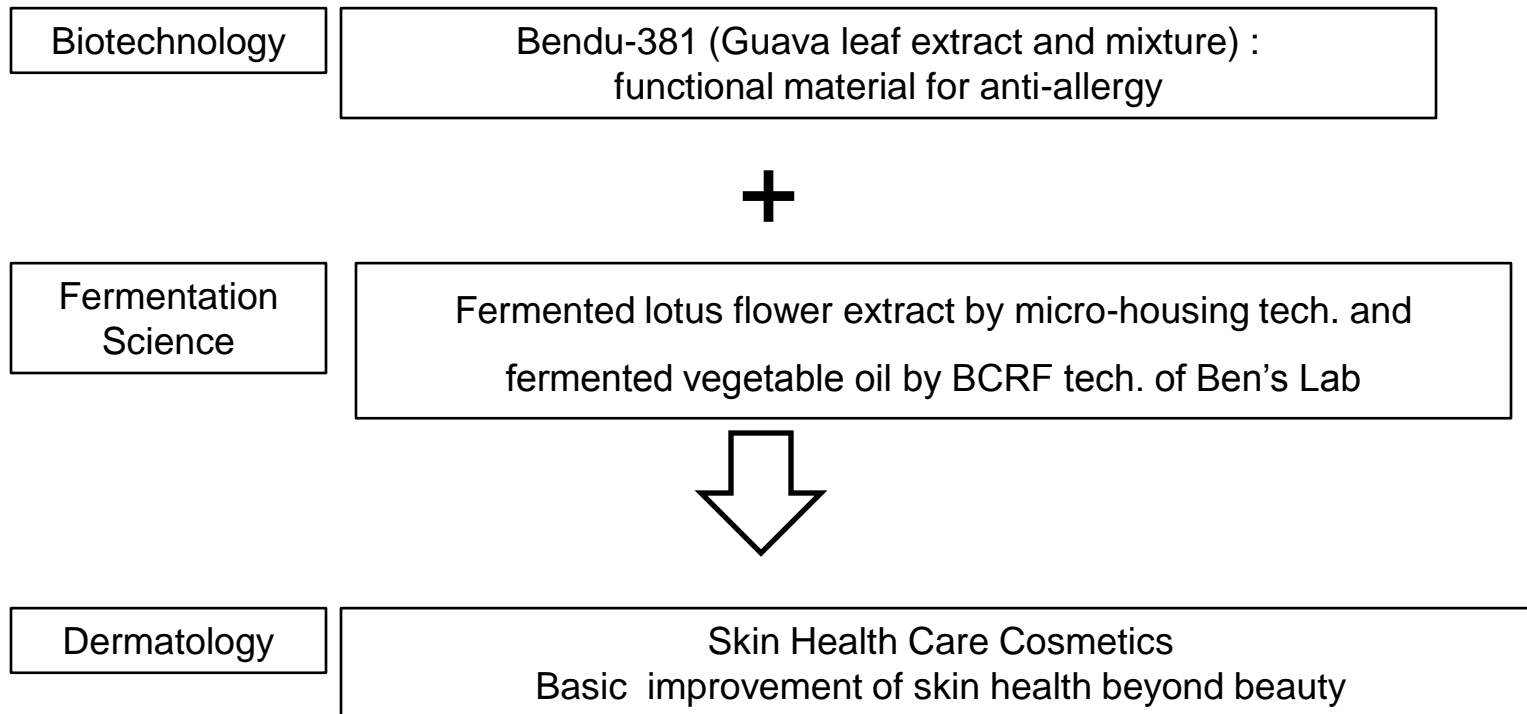 Biotechnology
Bendu-381 (Guava leaf extract and mixture) :
functional material for anti-allergy
+
Fermentation
Science
Fermented lotus flower extract by micro-housing tech. and
fermented vegetable oil by BCRF tech. of Ben’s Lab
Dermatology
Skin Health Care Cosmetics
Basic  improvement of skin health beyond beauty